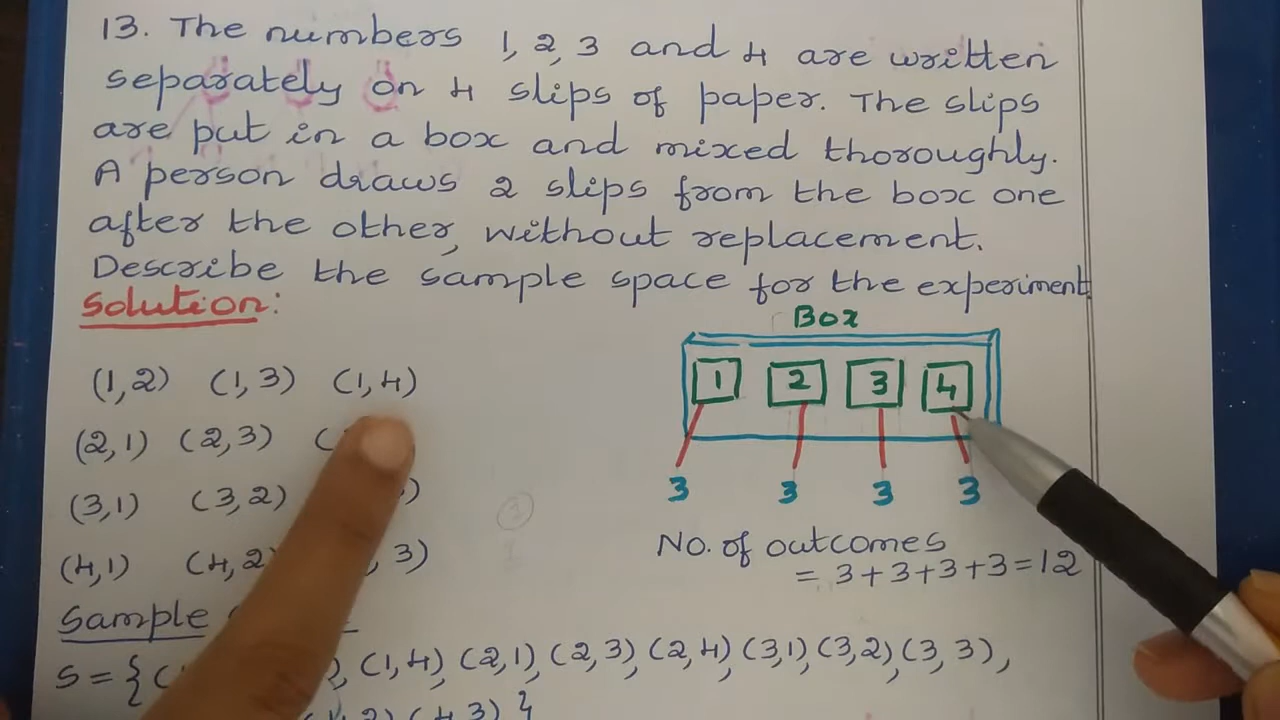 13. The numbers 1, 2, 3 and 4 are written
separately on 4 slips of paper. The slips
are put in a box and mixed thoroughly.
A person draws 2 slips from the box one
after the other, without replacement.
Describe the sample space for the experiment
Solution:
Box
1 2 3 4
3 3 3 3
No. of outcomes
= 3+3+3+3=12
(1,2) (1,3) (1,4)
(2,1) (2,3) (
(3,1) (3,2) )
(4,1) (4,2 , 3)
Sample
S = { ( , (1,4), (2,1), (2,3), (2,4), (3,1) (3,2), (3,3),
(4,3) }